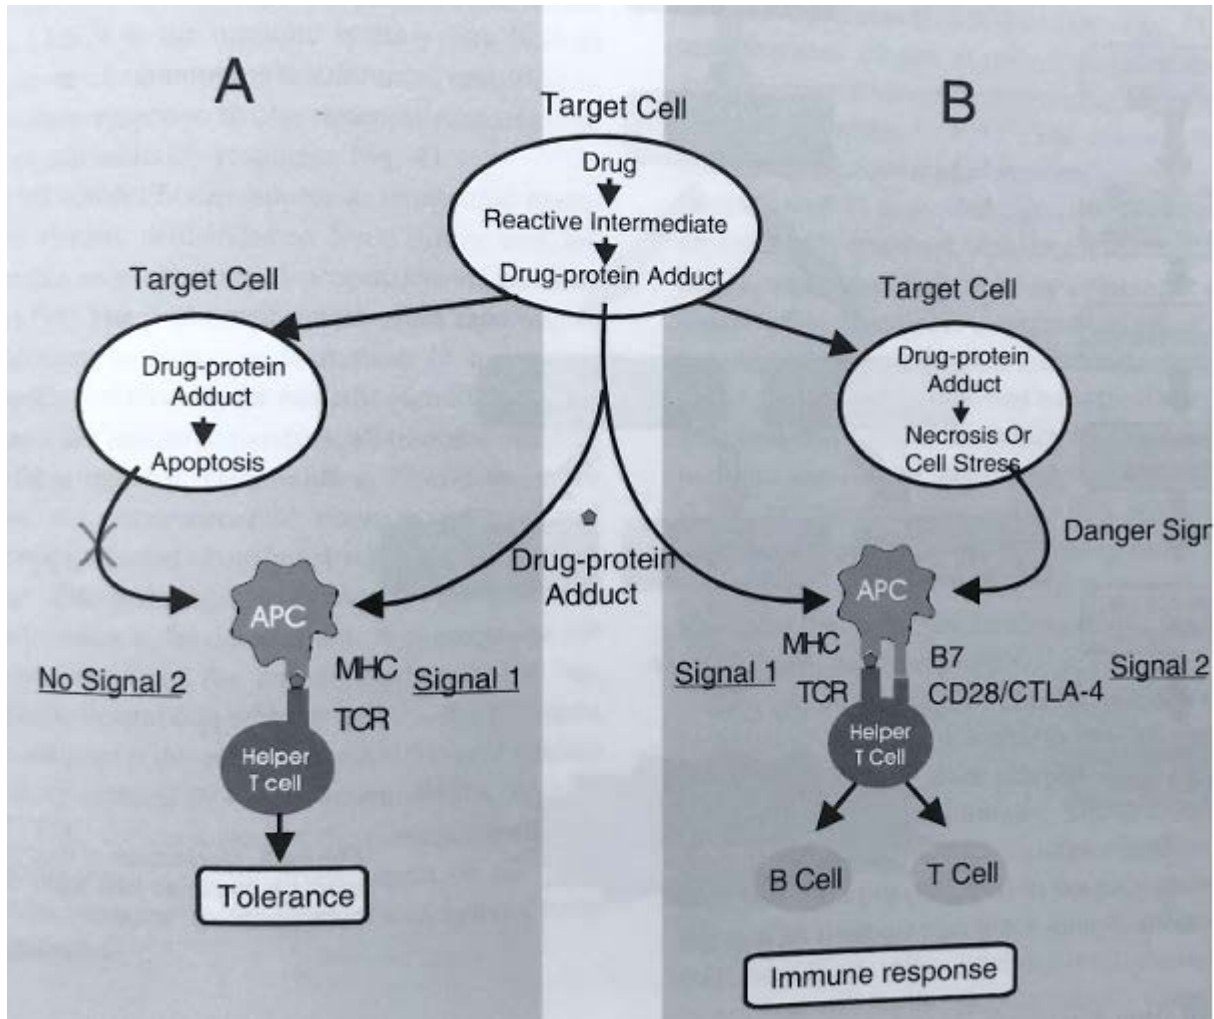 A
B
Target Cell
Drug
Reactive Intermediate
Drug-protein Adduct
Target Cell
Drug-protein
Adduct
Apoptosis
Target Cell
Drug-protein
Adduct
Necrosis Or
Cell Stress
Danger Sigr
Drug-protein
Adduct
APC
No Signal 2
MHC
Signal 1
TCR
Helper
T cell
Tolerance
APC
Signal 1
MHC
TCR
B7
CD28/CTLA-4
Signal 2
Helper
T Cell
B Cell
T Cell
Immune response